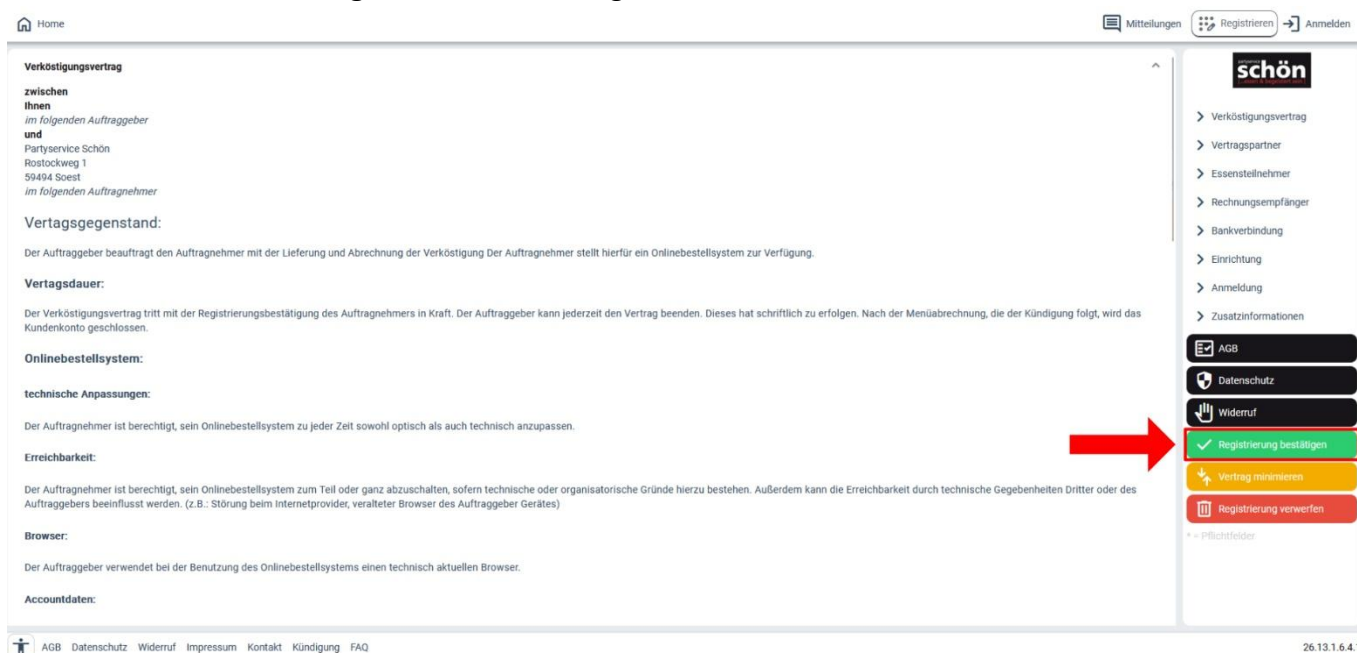 Home
Mitteilungen
Registrieren
Anmelden
Verköstigungsvertrag
zwischen
Ihnen
im folgenden Auftraggeber
und
Partyservice Schön
Rostockweg 1
59494 Soest
im folgenden Auftragnehmer
Vertagsgegenstand:
Der Auftraggeber beauftragt den Auftragnehmer mit der Lieferung und Abrechnung der Verköstigung Der Auftragnehmer stellt hierfür ein Onlinebestellsystem zur Verfügung.
Vertagsdauer:
Der Verköstigungsvertrag tritt mit der Registrierungsbestätigung des Auftragnehmers in Kraft. Der Auftraggeber kann jederzeit den Vertrag beenden. Dieses hat schriftlich zu erfolgen. Nach der Menüabrechnung, die der Kündigung folgt, wird das
Kundenkonto geschlossen.
Onlinebestellsystem:
technische Anpassungen:
Der Auftragnehmer ist berechtigt, sein Onlinebestellsystem zu jeder Zeit sowohl optisch als auch technisch anzupassen.
Erreichbarkeit:
Der Auftragnehmer ist berechtigt, sein Onlinebestellsystem zum Teil oder ganz abzuschalten, sofern technische oder organisatorische Gründe hierzu bestehen. Außerdem kann die Erreichbarkeit durch technische Gegebenheiten Dritter oder des
Auftraggebers beeinflusst werden. (z.B.: Störung beim Internetprovider, veralteter Browser des Auftraggeber Gerätes)
Browser:
Der Auftraggeber verwendet bei der Benutzung des Onlinebestellsystems einen technisch aktuellen Browser.
Accountdaten:
schön
Verköstigungsvertrag
Vertragspartner
Essensteilnehmer
Rechnungsempfänger
Bankverbindung
Einrichtung
Anmeldung
Zusatzinformationen
AGB
Datenschutz
Widerruf
Registrierung bestätigen
Vertrag minimieren
Registrierung verwerfen
* = Pflichtfelder
AGB Datenschutz Widerruf Impressum Kontakt Kündigung FAQ
26.13.1.6.4.